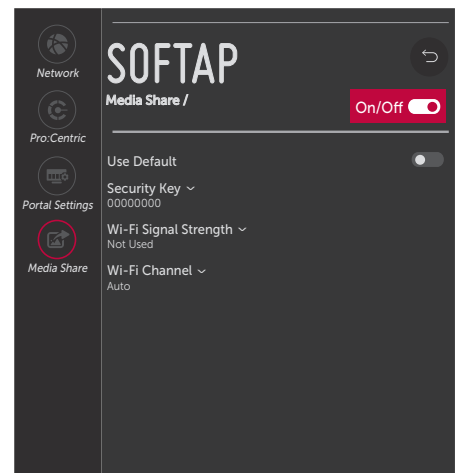 Network
Pro:Centric
Portal Settings
Media Share
SOFTAP
Media Share /
On/Off
Use Default
Security Key
00000000
Wi-Fi Signal Strength
Not Used
Wi-Fi Channel
Auto